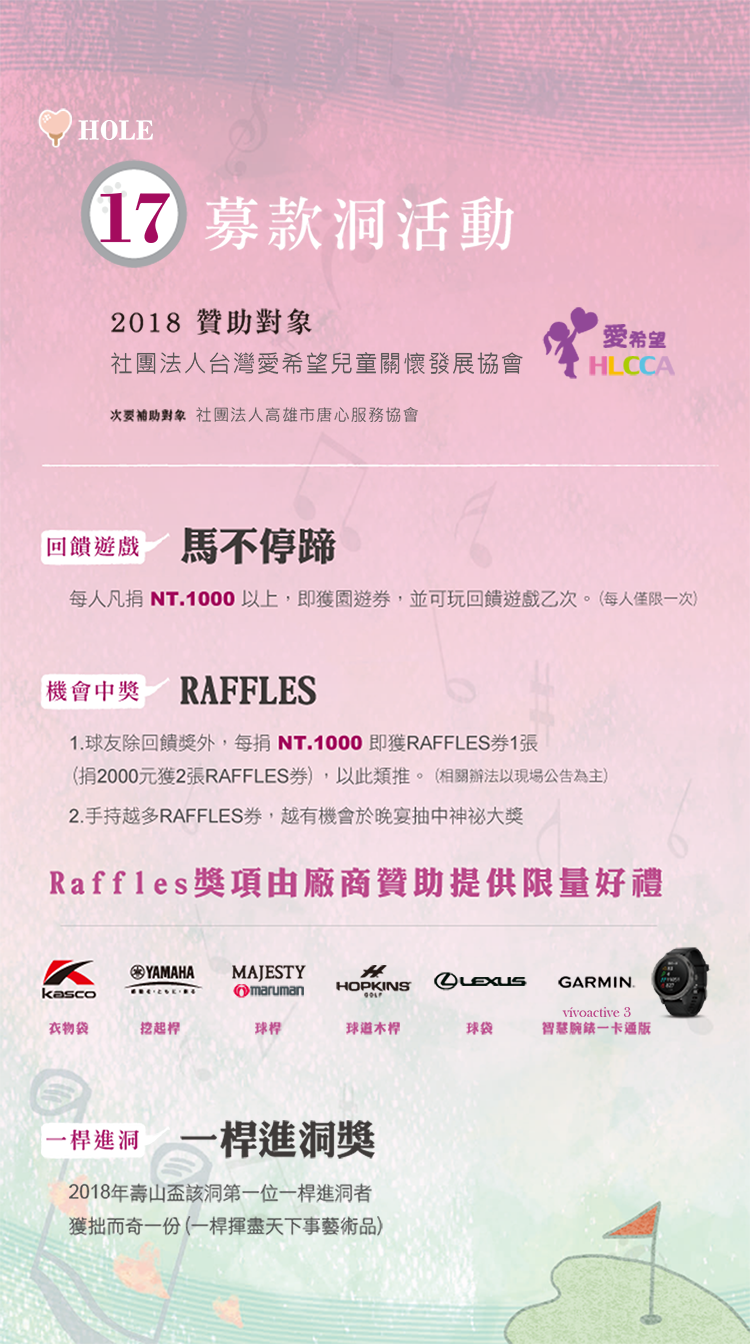 HOLE
17 募款洞活動
2018 贊助對象
社團法人台灣愛希望兒童關懷發展協會
愛希望
HLCCA
次要補助對象 社團法人高雄市唐心服務協會
回饋遊戲 馬不停蹄
每人凡捐 NT.1000 以上，即獲園遊券，並可玩回饋遊戲乙次。(每人僅限一次)
機會中獎 RAFFLES
1.球友除回饋獎外，每捐 NT.1000 即獲RAFFLES券1張
(捐2000元獲2張RAFFLES券)，以此類推。(相關辦法以現場公告為主)
2.手持越多RAFFLES券，越有機會於晚宴抽中神祕大獎
Raffles獎項由廠商贊助提供限量好禮
kasco
YAMAHA
MAJESTY
maruman
HOPKINS
GOLF
LEXUS
GARMIN
vívoactive 3
衣物袋 挖起桿 球桿 球道木桿 球袋 智慧腕錶一卡通版
一桿進洞 一桿進洞獎
2018年壽山盃該洞第一位一桿進洞者
獲拙而奇一份 (一桿揮盡天下事藝術品)